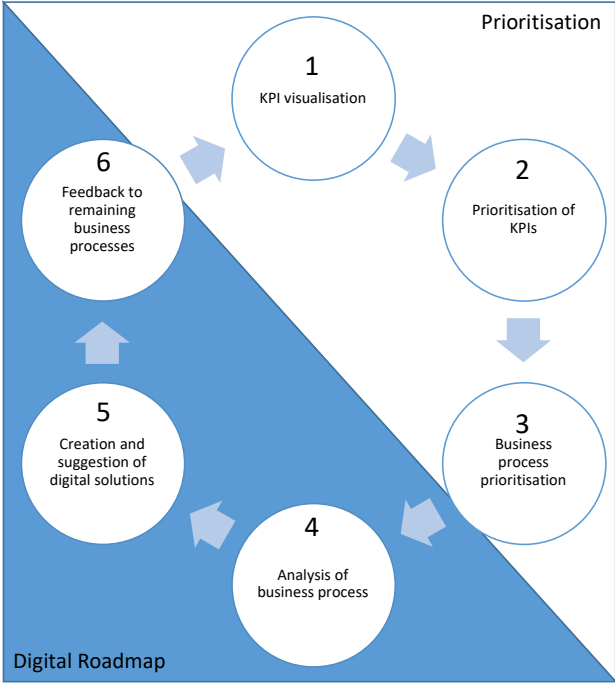 Prioritisation
1
KPI visualisation
2
Prioritisation of
KPIs
3
Business
process
prioritisation
4
Analysis of
business process
5
Creation and
suggestion of
digital solutions
6
Feedback to
remaining
business
processes
Digital Roadmap